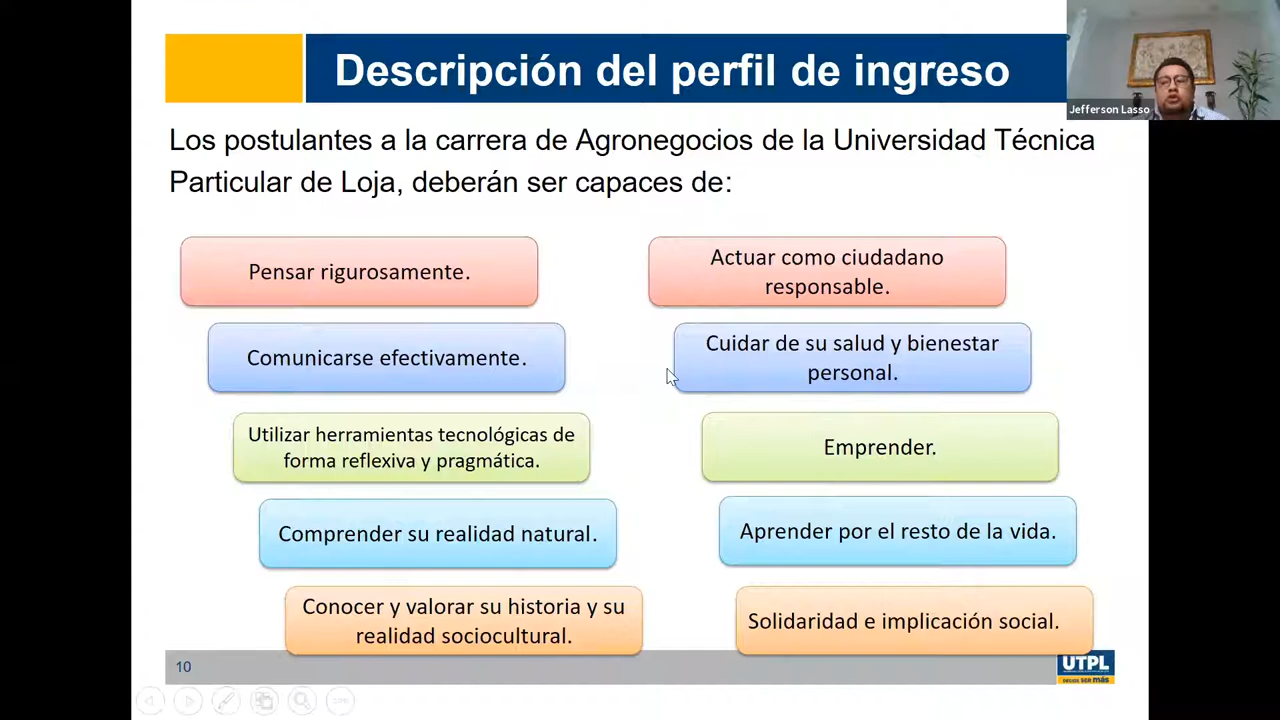 Descripción del perfil de ingreso
Jefferson Lasso
Los postulantes a la carrera de Agronegocios de la Universidad Técnica
Particular de Loja, deberán ser capaces de:
Pensar rigurosamente.
Comunicarse efectivamente.
Utilizar herramientas tecnológicas de
forma reflexiva y pragmática.
Comprender su realidad natural.
Conocer y valorar su historia y su
realidad sociocultural.
Actuar como ciudadano
responsable.
Cuidar de su salud y bienestar
personal.
Emprender.
Aprender por el resto de la vida.
Solidaridad e implicación social.
10
UTPL
DECIDE SER MÁS